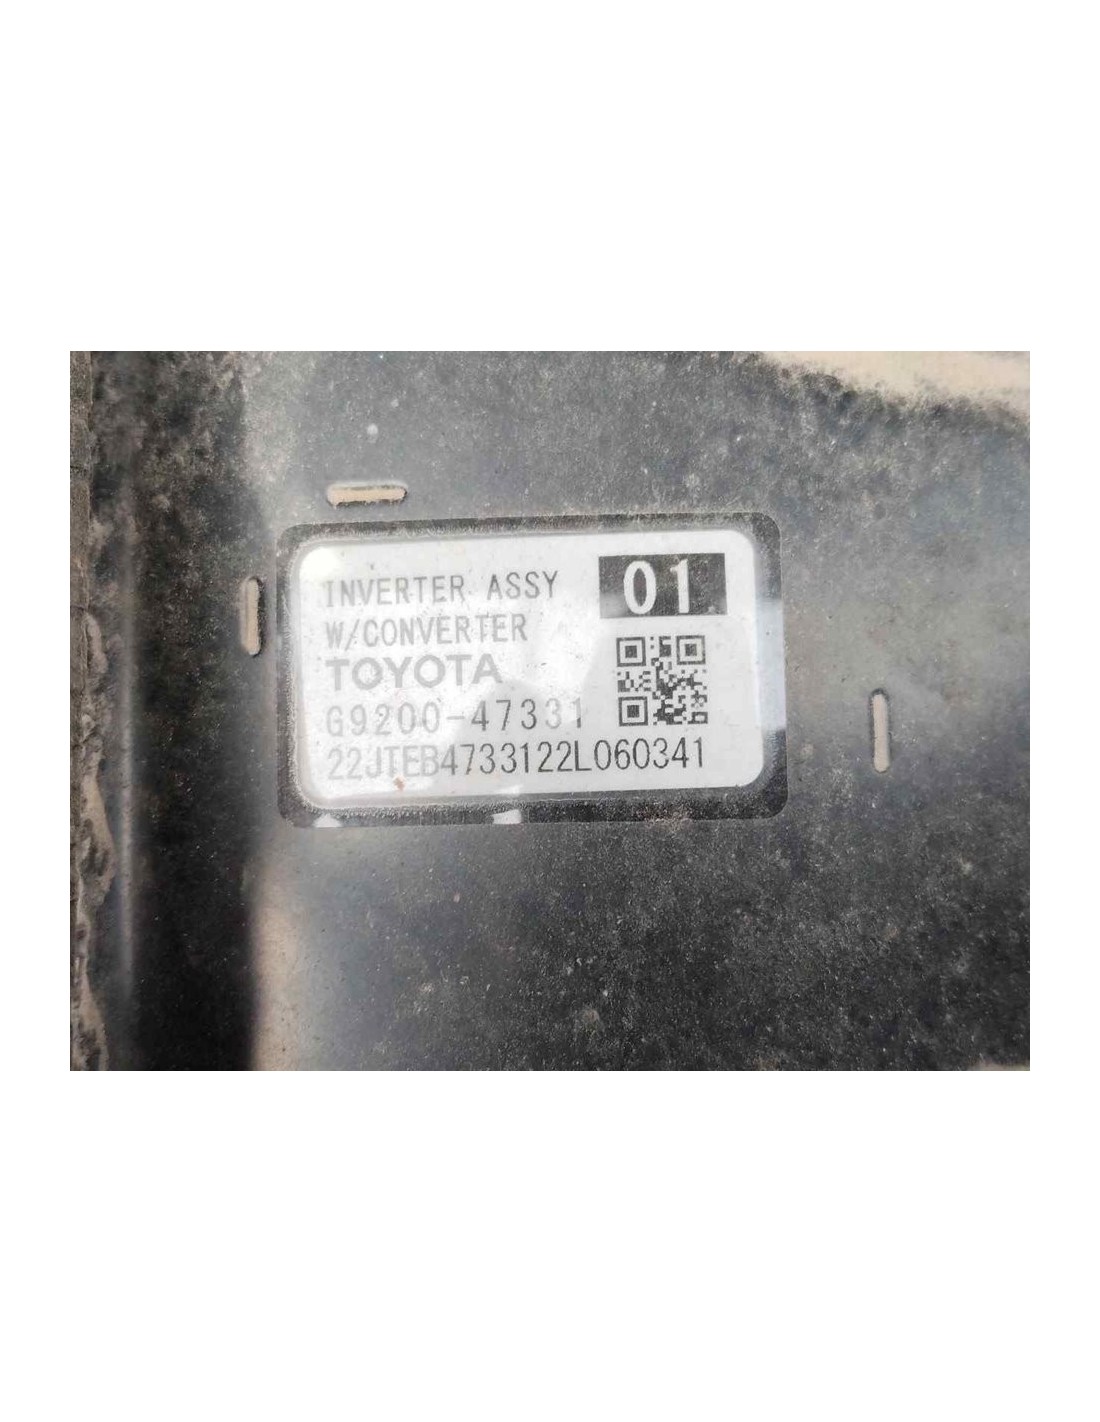 INVERTER ASSY
01
W/CONVERTER
TOYOTA
G9200-47331
22JTEB4733122L060341